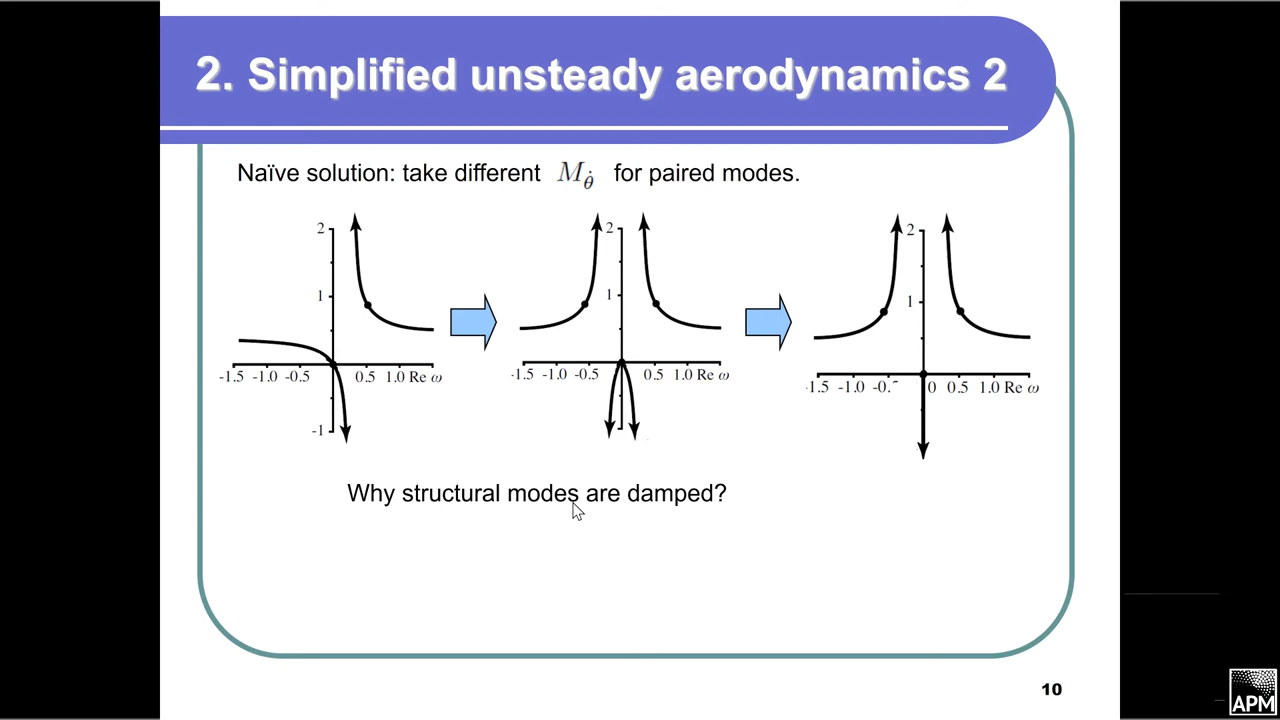 2. Simplified unsteady aerodynamics 2
Naïve solution: take different M_θ̇ for paired modes.
2
1
-1.5 -1.0 -0.5 0.5 1.0 Re ω
-1
2
1
-1.5 -1.0 -0.5 0.5 1.0 Re ω
2
1
-1.5 -1.0 -0. 0 0.5 1.0 Re ω
Why structural modes are damped?
10
APM